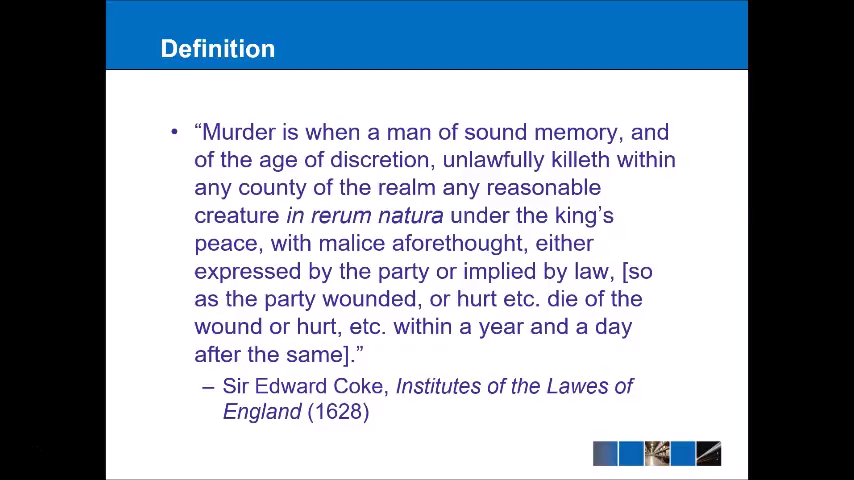 Definition
• “Murder is when a man of sound memory, and
of the age of discretion, unlawfully killeth within
any county of the realm any reasonable
creature in rerum natura under the king’s
peace, with malice aforethought, either
expressed by the party or implied by law, [so
as the party wounded, or hurt etc. die of the
wound or hurt, etc. within a year and a day
after the same].”
– Sir Edward Coke, Institutes of the Lawes of
England (1628)